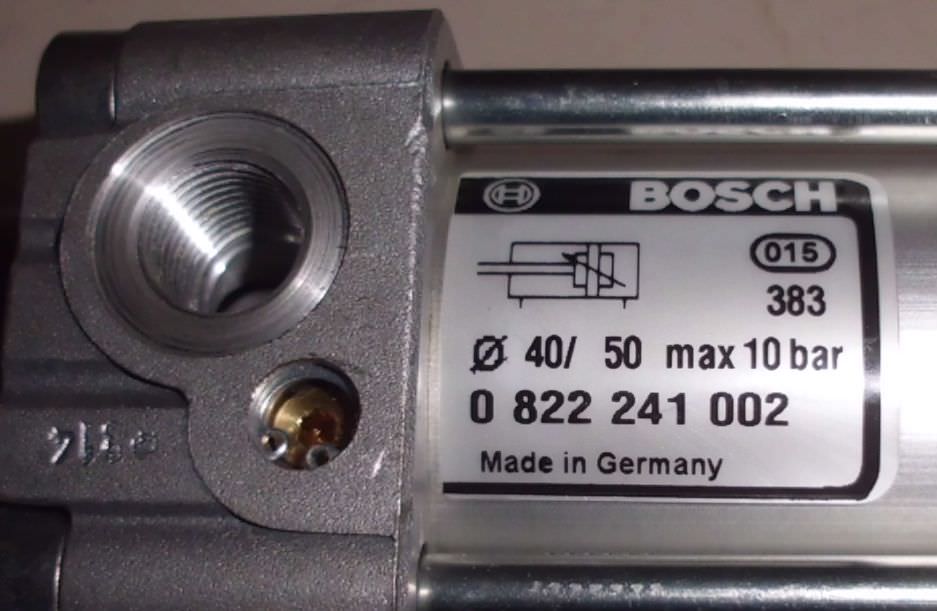 BOSCH
015
383
Ø 40/ 50 max 10 bar
0 822 241 002
Made in Germany